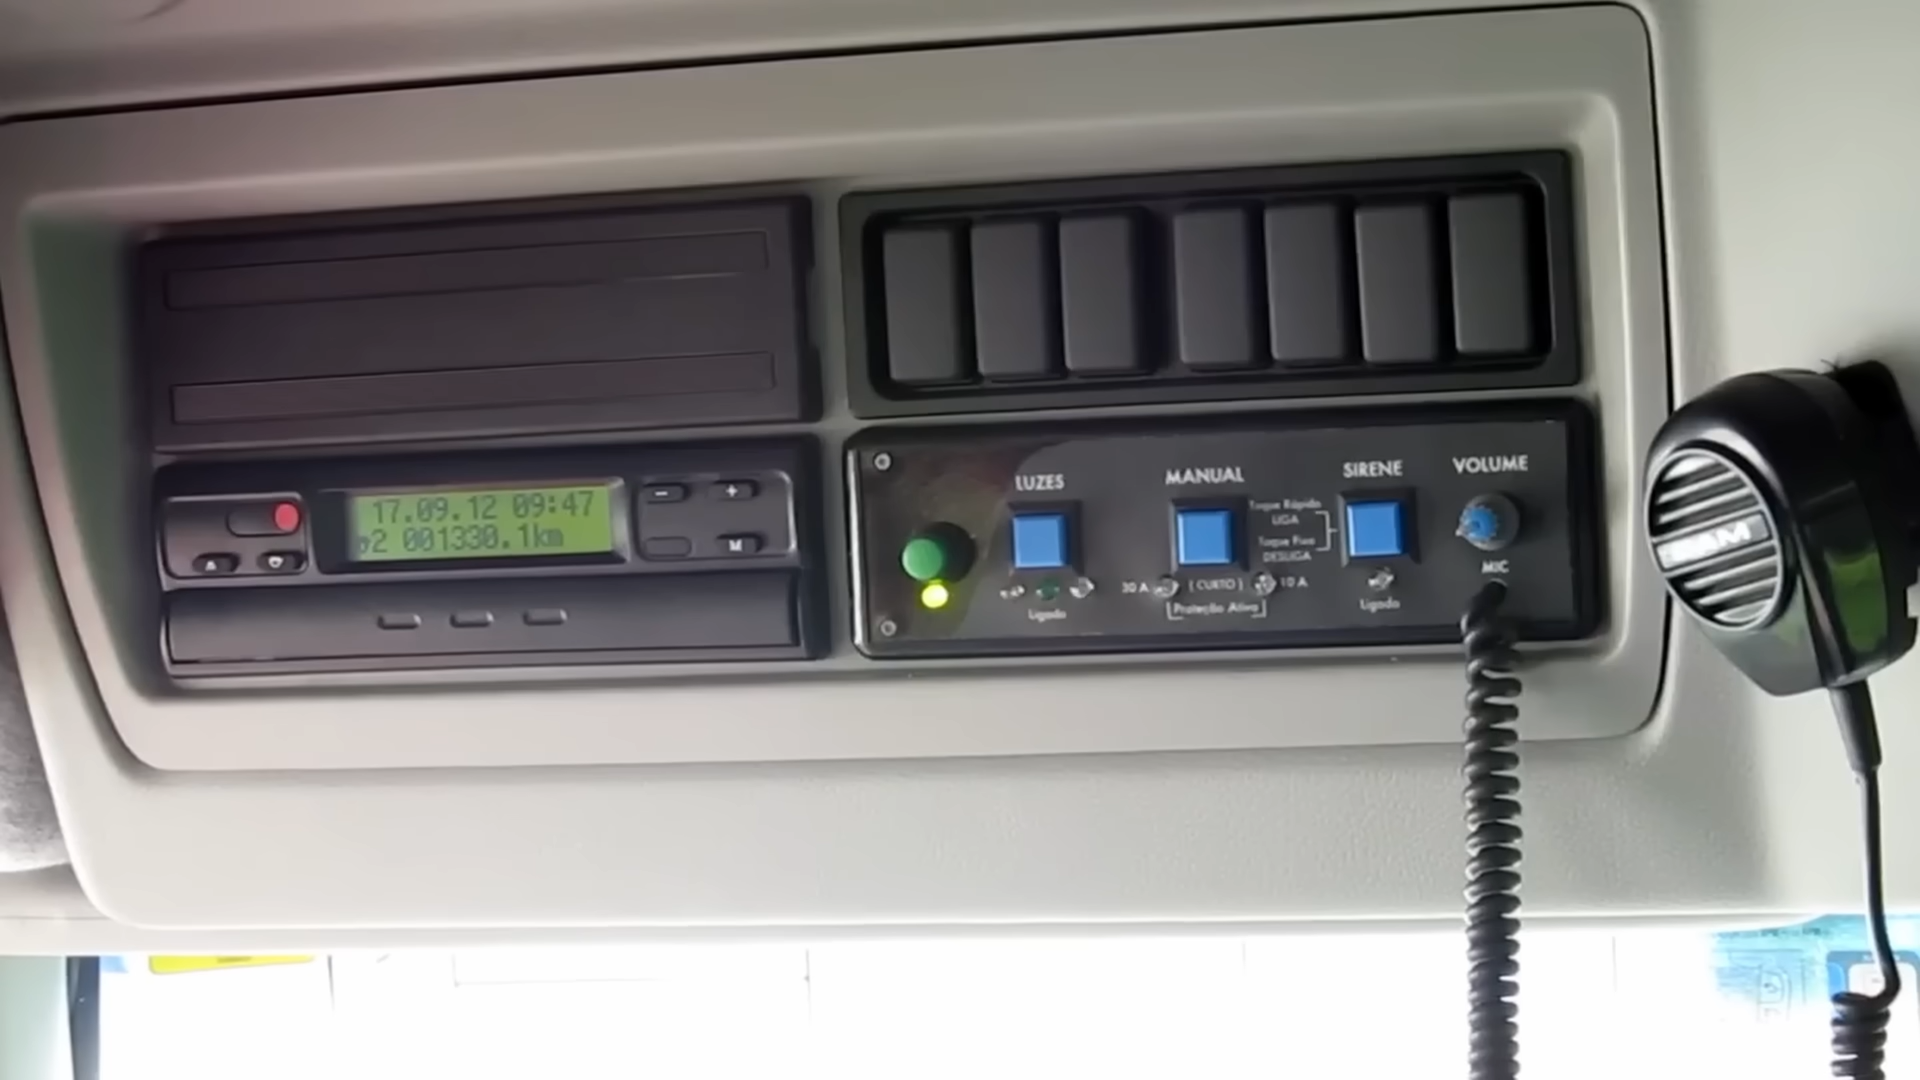 17.09.12 09:47
2 001330.1km
M
LUZES
Ligado
MANUAL
Toque Rápido
LIGA
Toque Fixo
DESLIGA
30 A ( CURTO ) 10 A
Proteção Ativa
SIRENE
Ligado
VOLUME
MIC